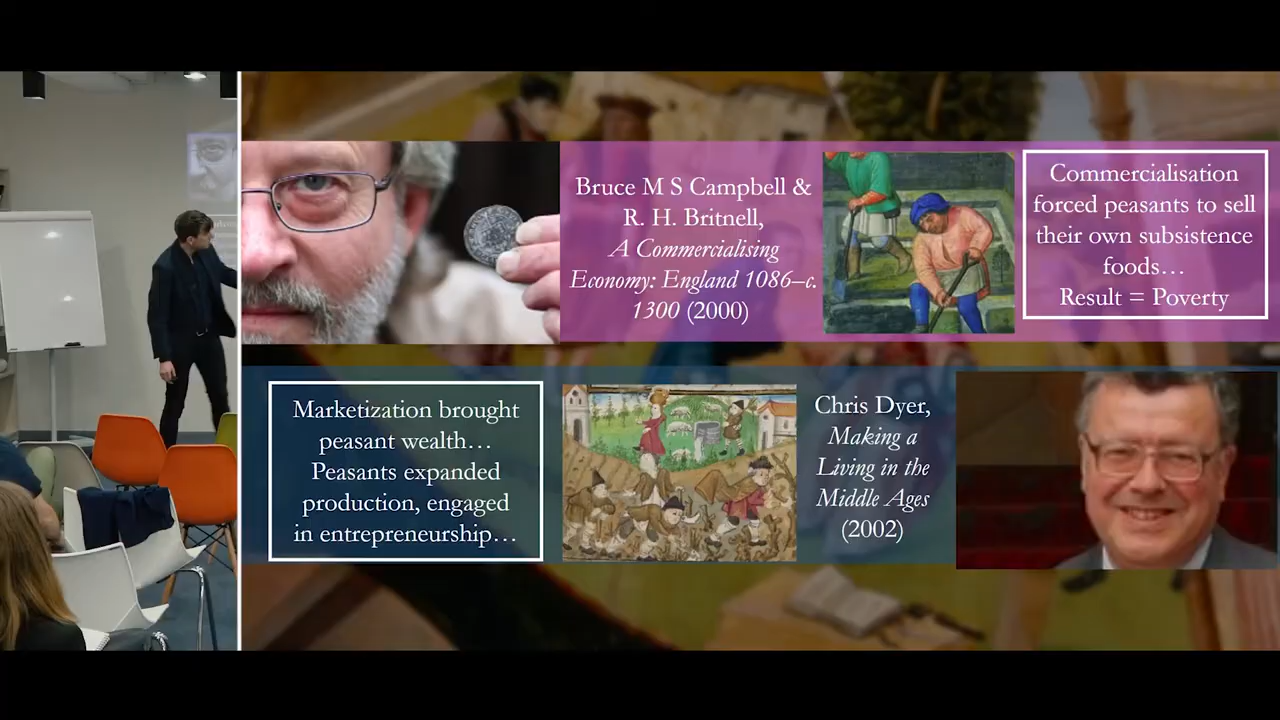 Bruce M S Campbell &
R. H. Britnell,
A Commercialising
Economy: England 1086–c.
1300 (2000)
Commercialisation
forced peasants to sell
their own subsistence
foods…
Result = Poverty
Marketization brought
peasant wealth…
Peasants expanded
production, engaged
in entrepreneurship…
Chris Dyer,
Making a
Living in the
Middle Ages
(2002)